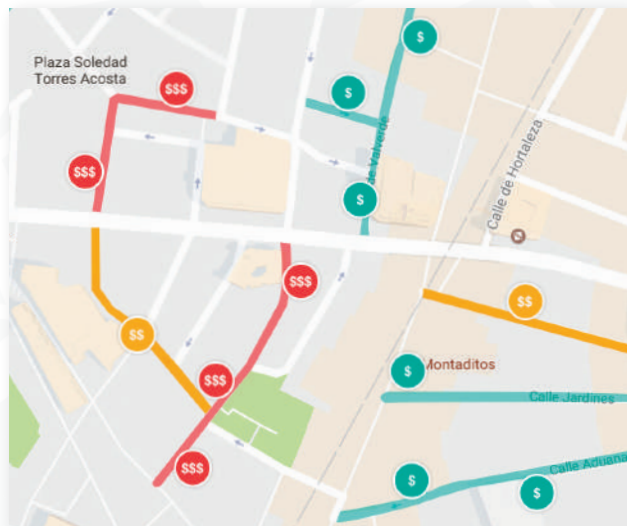 $
Plaza Soledad
Torres Acosta
$$$
$
$$$
de Valverde
$
Calle de Hortaleza
$$$
$$
$$
Montaditos
$
$$$
Calle Jardines
$$$
Calle Aduana
$
$